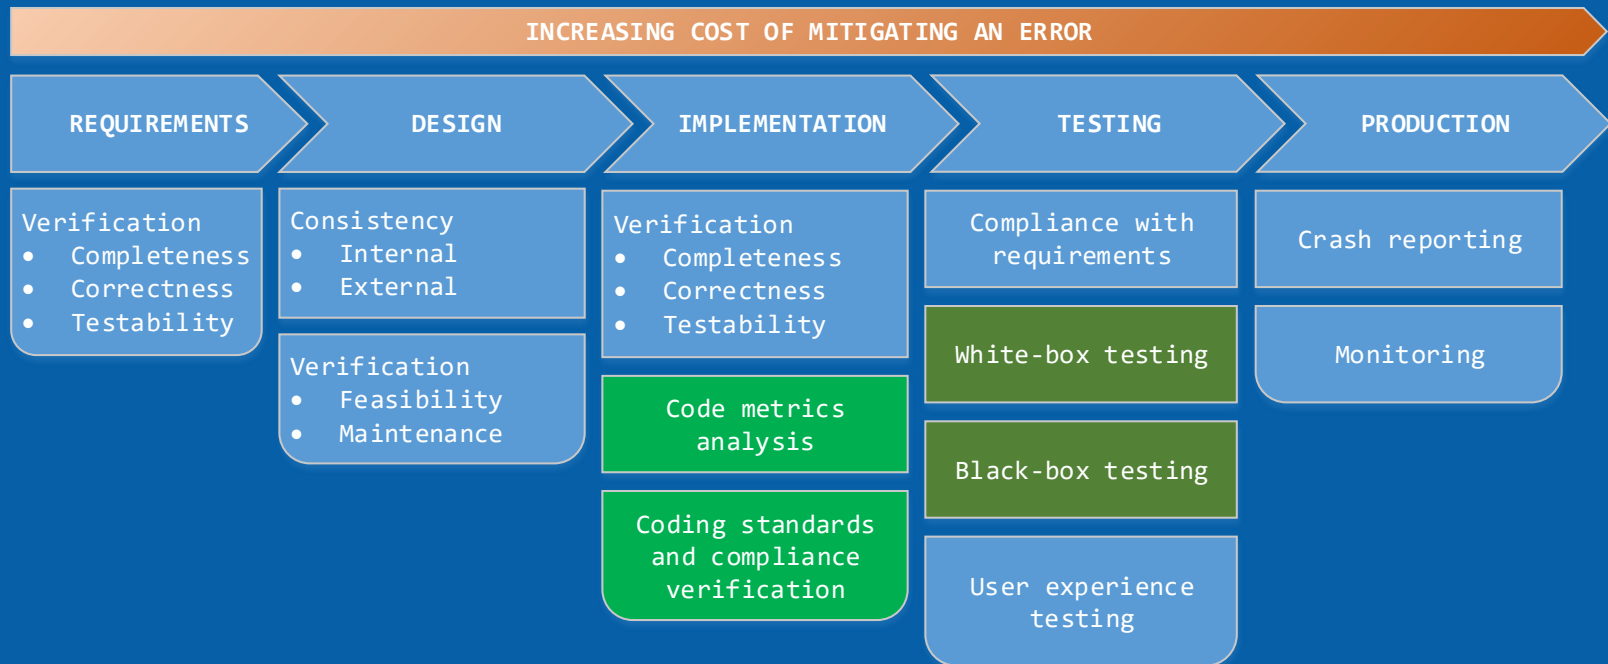 INCREASING COST OF MITIGATING AN ERROR
REQUIREMENTS
DESIGN
IMPLEMENTATION
TESTING
PRODUCTION
Verification
• Completeness
• Correctness
• Testability
Consistency
• Internal
• External
Verification
• Feasibility
• Maintenance
Verification
• Completeness
• Correctness
• Testability
Code metrics
analysis
Coding standards
and compliance
verification
Compliance with
requirements
White-box testing
Black-box testing
User experience
testing
Crash reporting
Monitoring